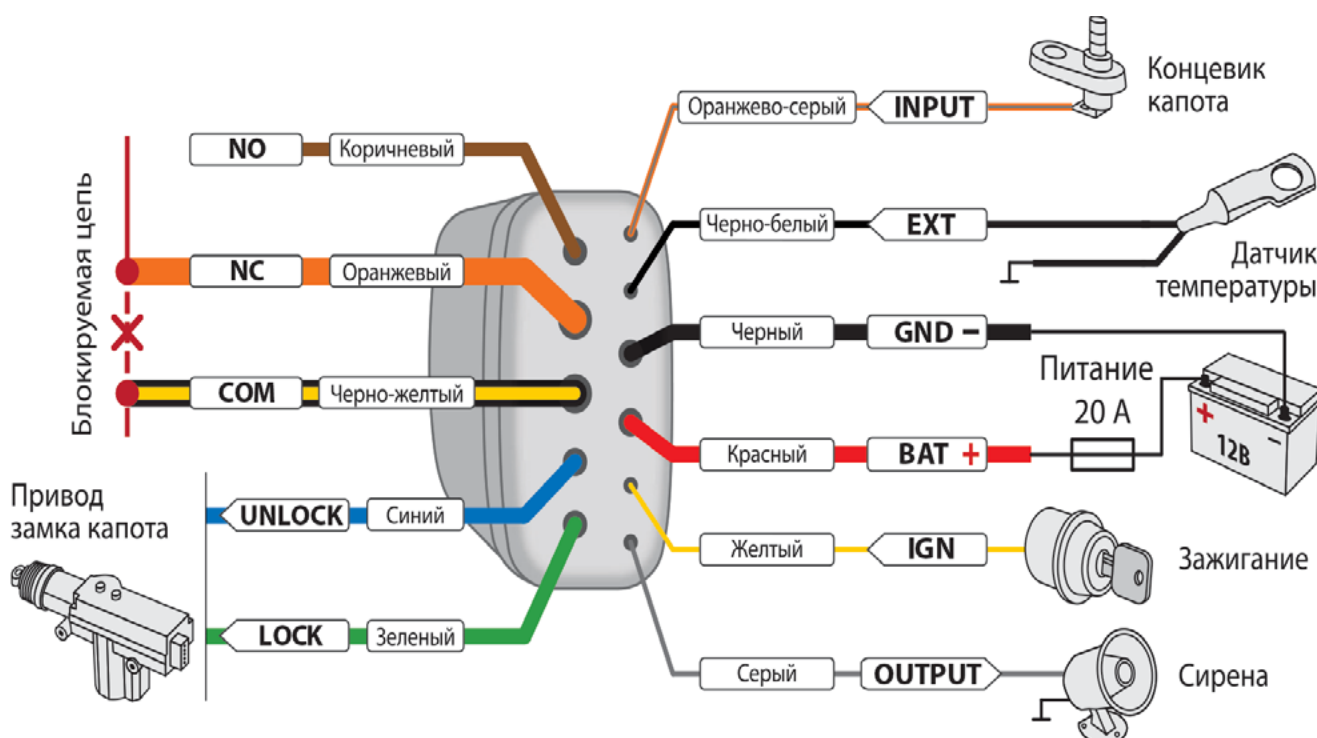 Блокируемая цепь
NO
Коричневый
NC
Оранжевый
COM
Черно-желтый
Привод
замка капота
UNLOCK
Синий
LOCK
Зеленый
Оранжево-серый
INPUT
Концевик
капота
Черно-белый
EXT
Датчик
температуры
Черный
GND −
Питание
20 А
Красный
BAT +
+
−
12В
Желтый
IGN
Зажигание
Серый
OUTPUT
Сирена